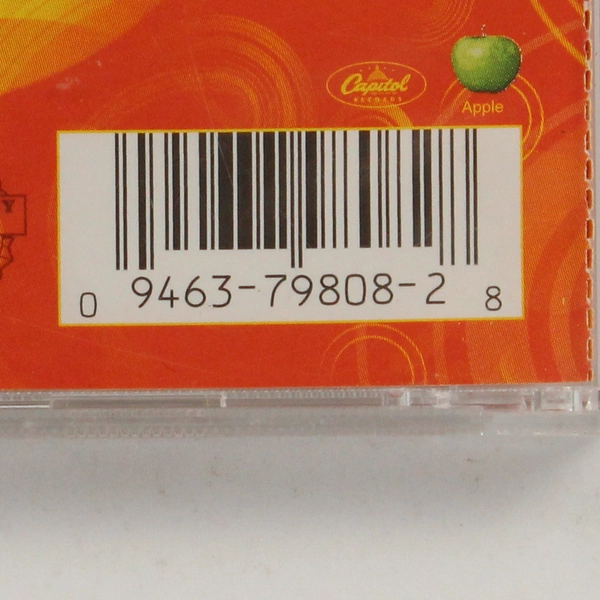 Capitol
RECORDS
Apple
Y
0 9463-79808-2 8